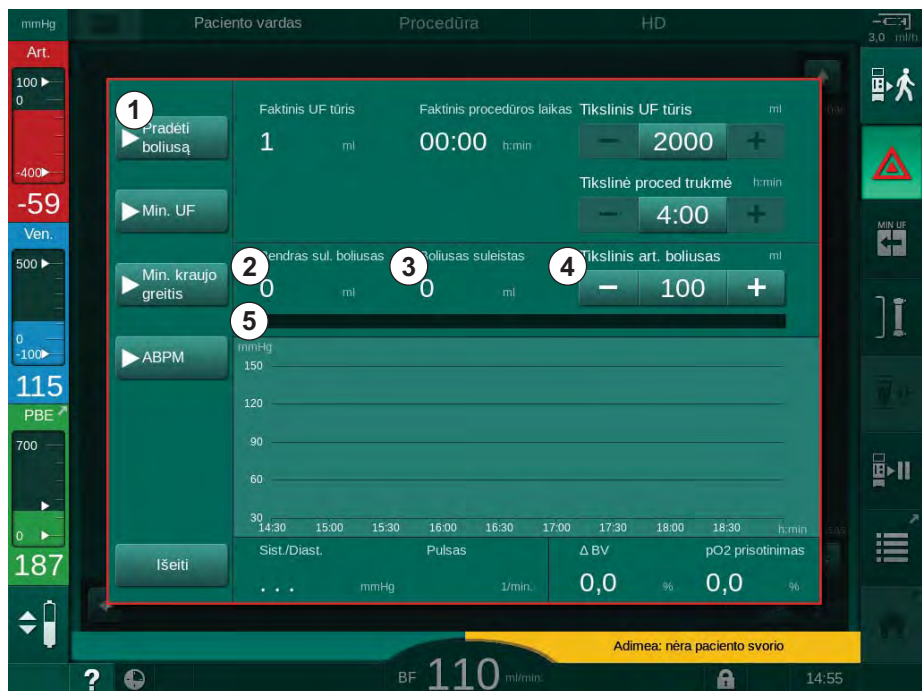 mmHg
Paciento vardas Procedūra HD
3,0 ml/h
Art.
100
0
-400
-59
Ven.
500
0
-100
115
PBE
700
0
187
1
Pradėti
boliusą
Min. UF
Min. kraujo
greitis
ABPM
Išeiti
Faktinis UF tūris
1 ml
Faktinis procedūros laikas
00:00 h:min
Tikslinis UF tūris ml
− 2000 +
Tikslinė proced trukmė h:min
− 4:00 +
2
sul. boliusas
0 ml
3
suleistas
0 ml
4
Tikslinis art. boliusas ml
− 100 +
5
mmHg
150
120
90
60
30
14:30 15:00 15:30 16:00 16:30 17:00 17:30 18:00 18:30 h:min
Sist./Diast.
. . . mmHg
Pulsas
1/min.
Δ BV
0,0 %
pO2 prisotinimas
0,0 %
MIN UF
Adimea: nėra paciento svorio
?
BF 110 ml/min.
14:55